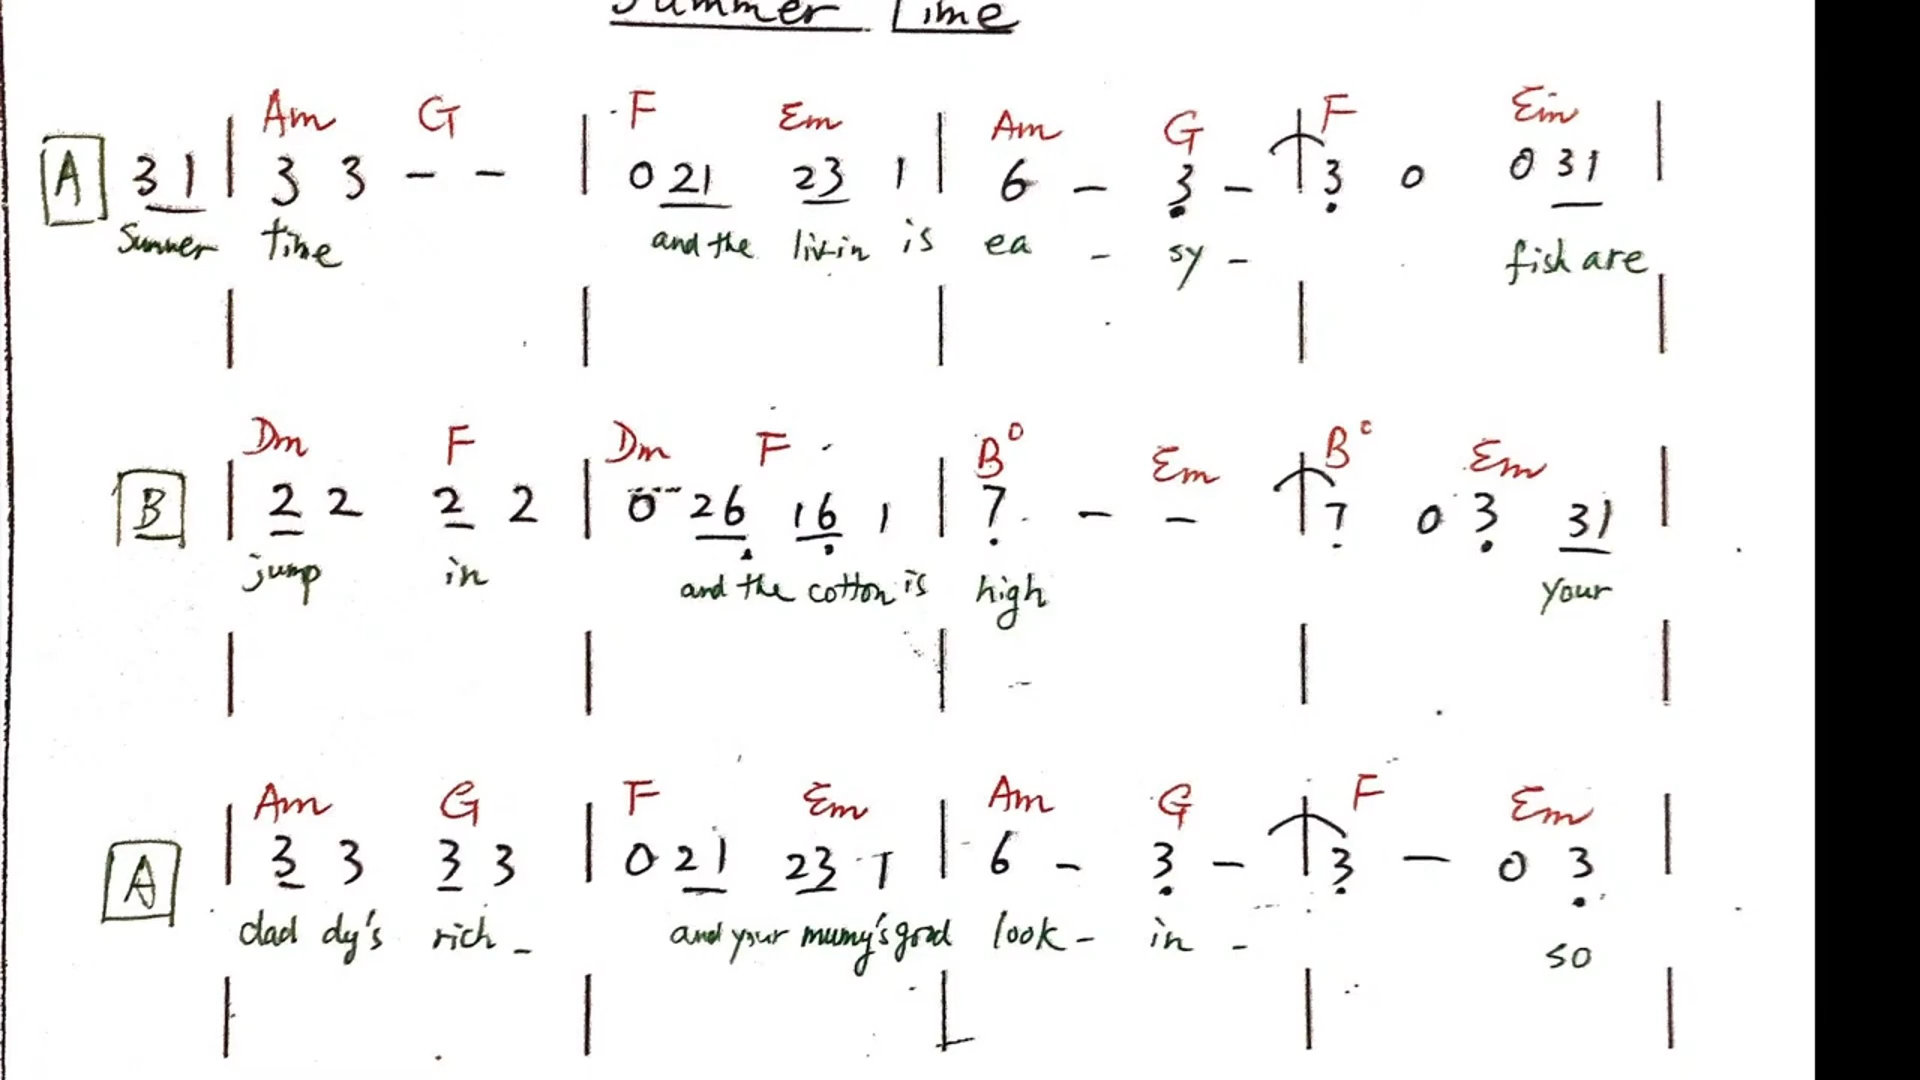 Summer Time
Am G F Em Am G F Em
A 31 | 3 3 - - | 0 21 23 1 | 6 - 3 - | 3 0 0 31 |
Summer time and the livin is ea - sy - fish are
Dm F Dm F B° Em B° Em
B | 2 2 2 2 | 0 26 16 1 | 7 - - | 7 0 3 31 |
jump in and the cotton is high your
Am G F Em Am G F Em
A | 3 3 3 3 | 0 21 23 1 | 6 - 3 - | 3 - 0 3 |
dad dy's rich - and your mumy's good look - in - so